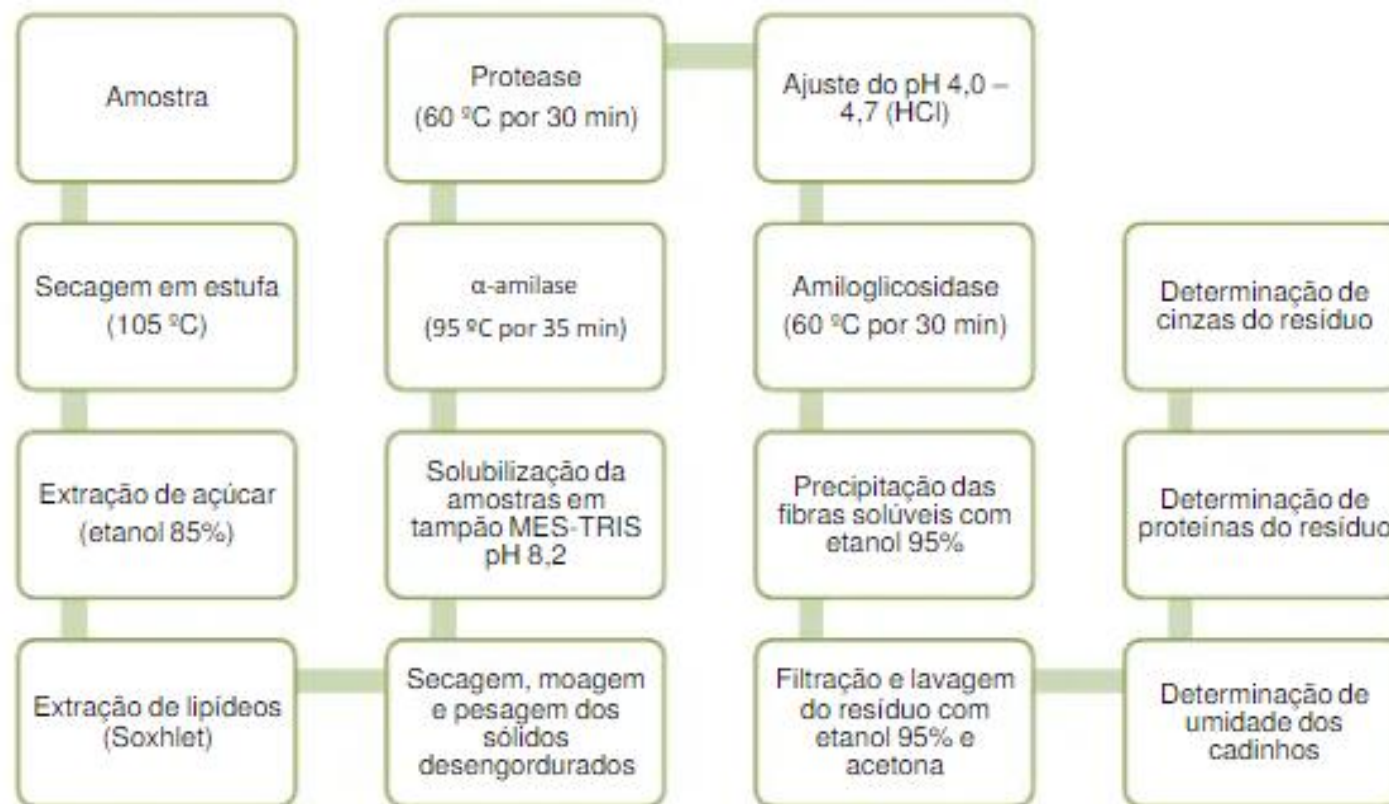 Amostra
Secagem em estufa
(105 ºC)
Extração de açúcar
(etanol 85%)
Extração de lipídeos
(Soxhlet)
Secagem, moagem
e pesagem dos
sólidos
desengordurados
Solubilização da
amostras em
tampão MES-TRIS
pH 8,2
α-amilase
(95 ºC por 35 min)
Protease
(60 ºC por 30 min)
Ajuste do pH 4,0 –
4,7 (HCl)
Amiloglicosidase
(60 ºC por 30 min)
Precipitação das
fibras solúveis com
etanol 95%
Filtração e lavagem
do resíduo com
etanol 95% e
acetona
Determinação de
umidade dos
cadinhos
Determinação de
proteínas do resíduo
Determinação de
cinzas do resíduo